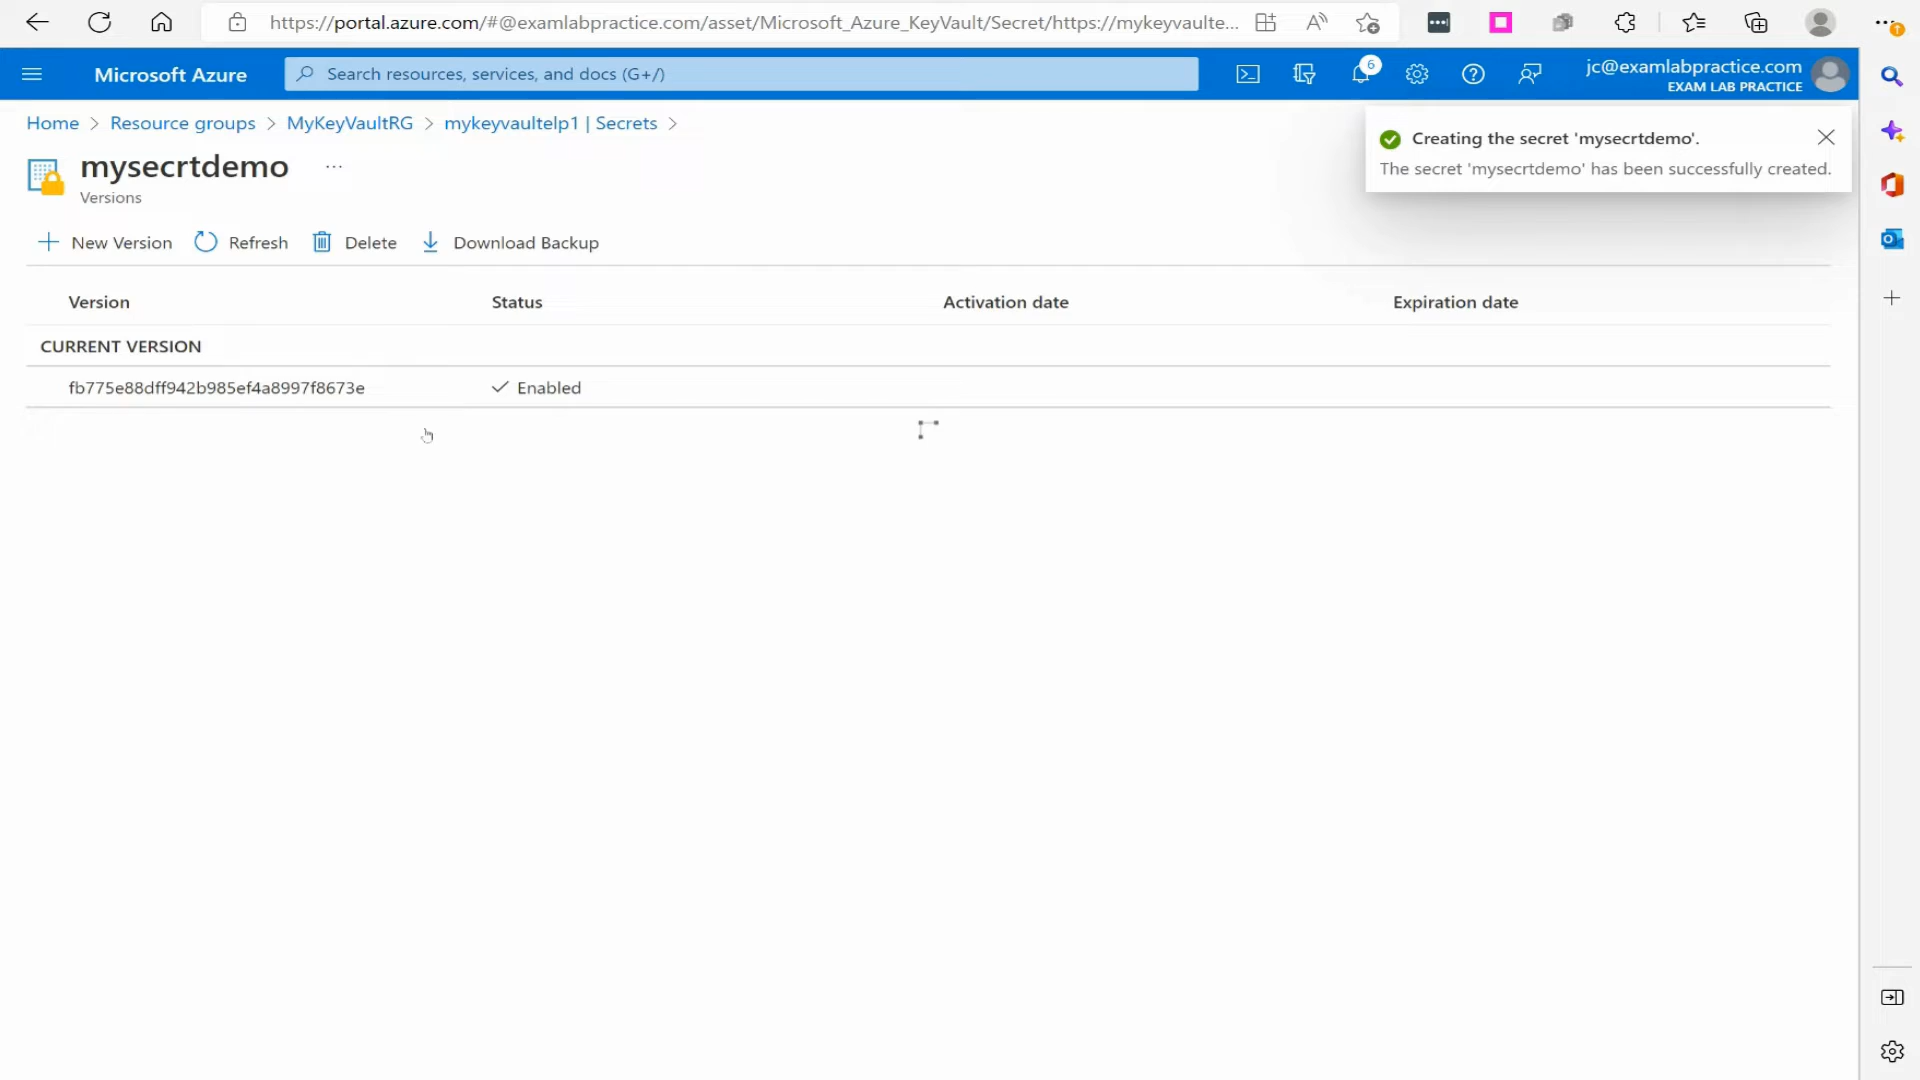 https://portal.azure.com/#@examlabpractice.com/asset/Microsoft_Azure_KeyVault/Secret/https://mykeyvaulte...
Microsoft Azure
Search resources, services, and docs (G+/)
6
jc@examlabpractice.com
EXAM LAB PRACTICE
Home > Resource groups > MyKeyVaultRG > mykeyvaultelp1 | Secrets >
Creating the secret 'mysecrtdemo'.
The secret 'mysecrtdemo' has been successfully created.
mysecrtdemo ...
Versions
New Version Refresh Delete Download Backup
Version Status Activation date Expiration date
CURRENT VERSION
fb775e88dff942b985ef4a8997f8673e Enabled